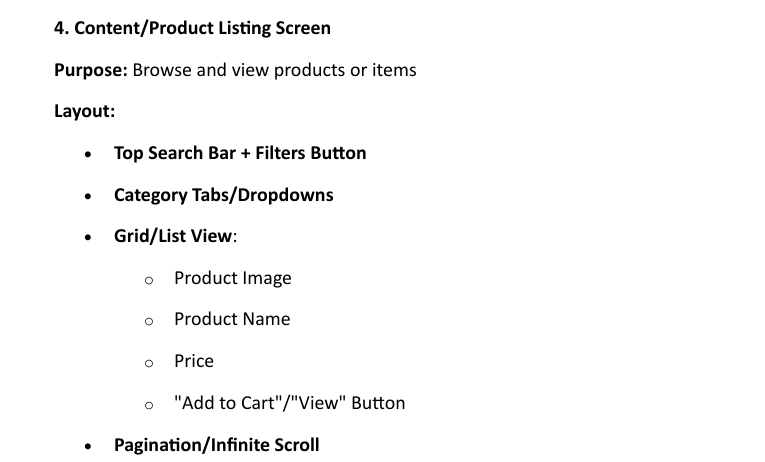 4. Content/Product Listing Screen
Purpose: Browse and view products or items
Layout:
• Top Search Bar + Filters Button
• Category Tabs/Dropdowns
• Grid/List View:
o Product Image
o Product Name
o Price
o "Add to Cart"/"View" Button
• Pagination/Infinite Scroll